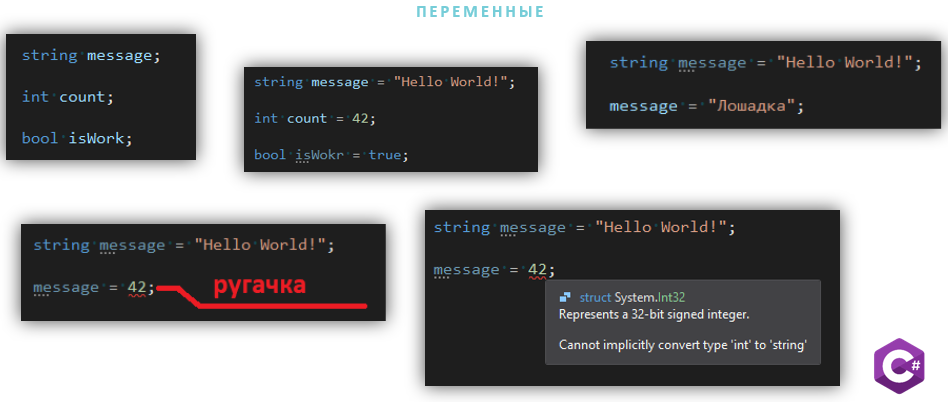 ПЕРЕМЕННЫЕ
string message;
int count;
bool isWork;
string message = "Hello World!";
int count = 42;
bool isWokr = true;
string message = "Hello World!";
message = "Лошадка";
string message = "Hello World!";
message = 42;
ругачка
string message = "Hello World!";
message = 42;
struct System.Int32
Represents a 32-bit signed integer.
Cannot implicitly convert type 'int' to 'string'
C#